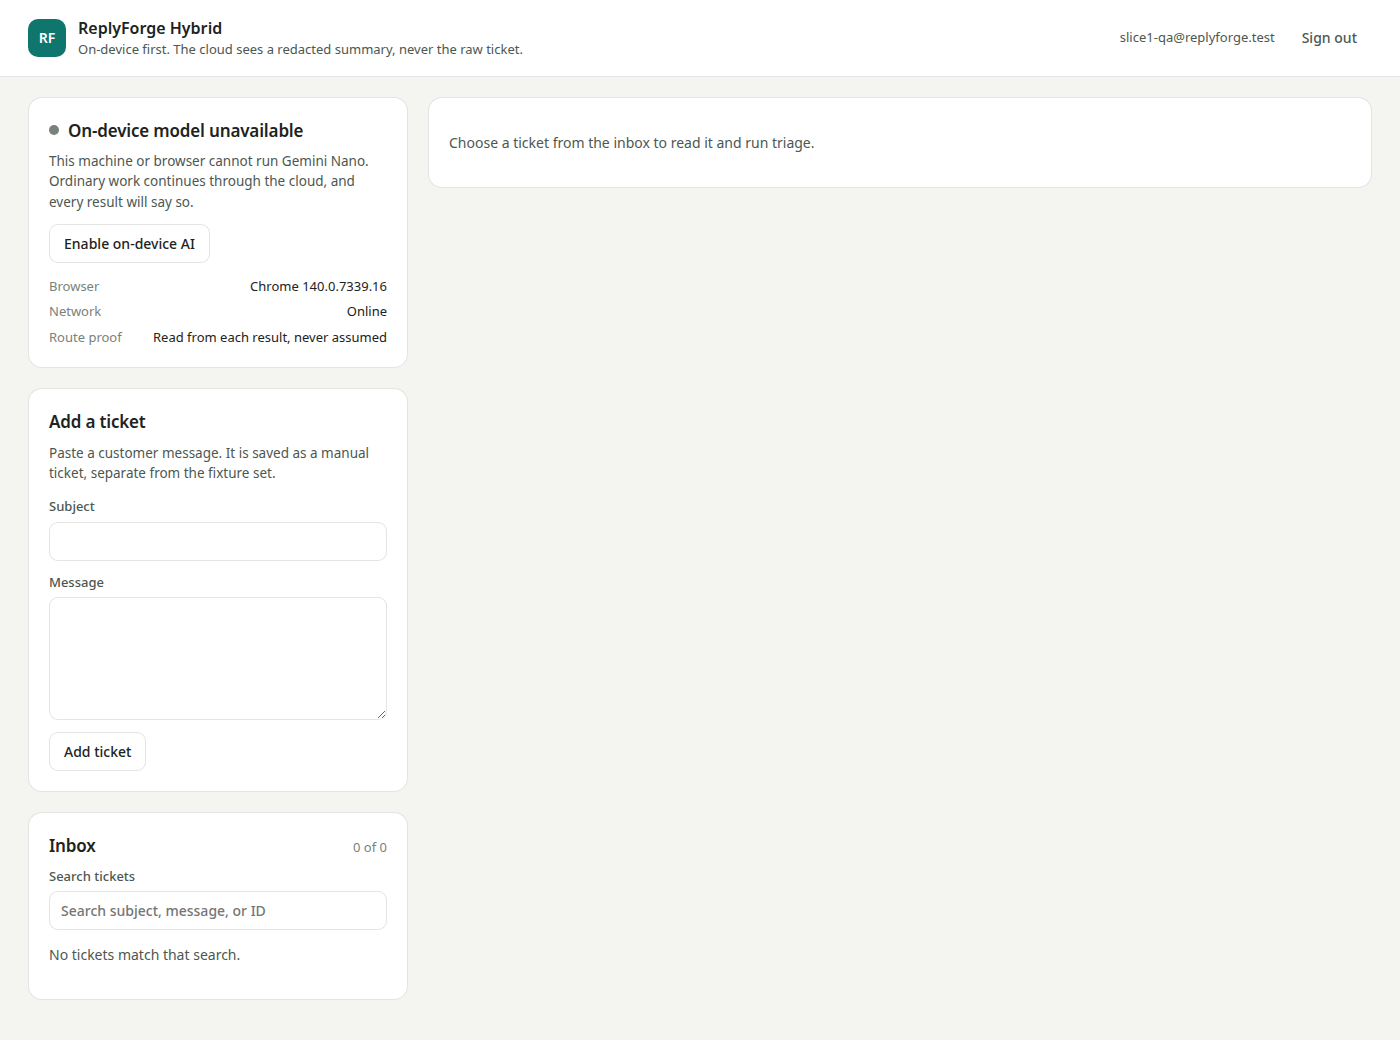 RF
ReplyForge Hybrid
On-device first. The cloud sees a redacted summary, never the raw ticket.
slice1-qa@replyforge.test
Sign out
On-device model unavailable
This machine or browser cannot run Gemini Nano.
Ordinary work continues through the cloud, and
every result will say so.
Enable on-device AI
Browser Chrome 140.0.7339.16
Network Online
Route proof Read from each result, never assumed
Add a ticket
Paste a customer message. It is saved as a manual
ticket, separate from the fixture set.
Subject
Message
Add ticket
Inbox 0 of 0
Search tickets
Search subject, message, or ID
No tickets match that search.
Choose a ticket from the inbox to read it and run triage.